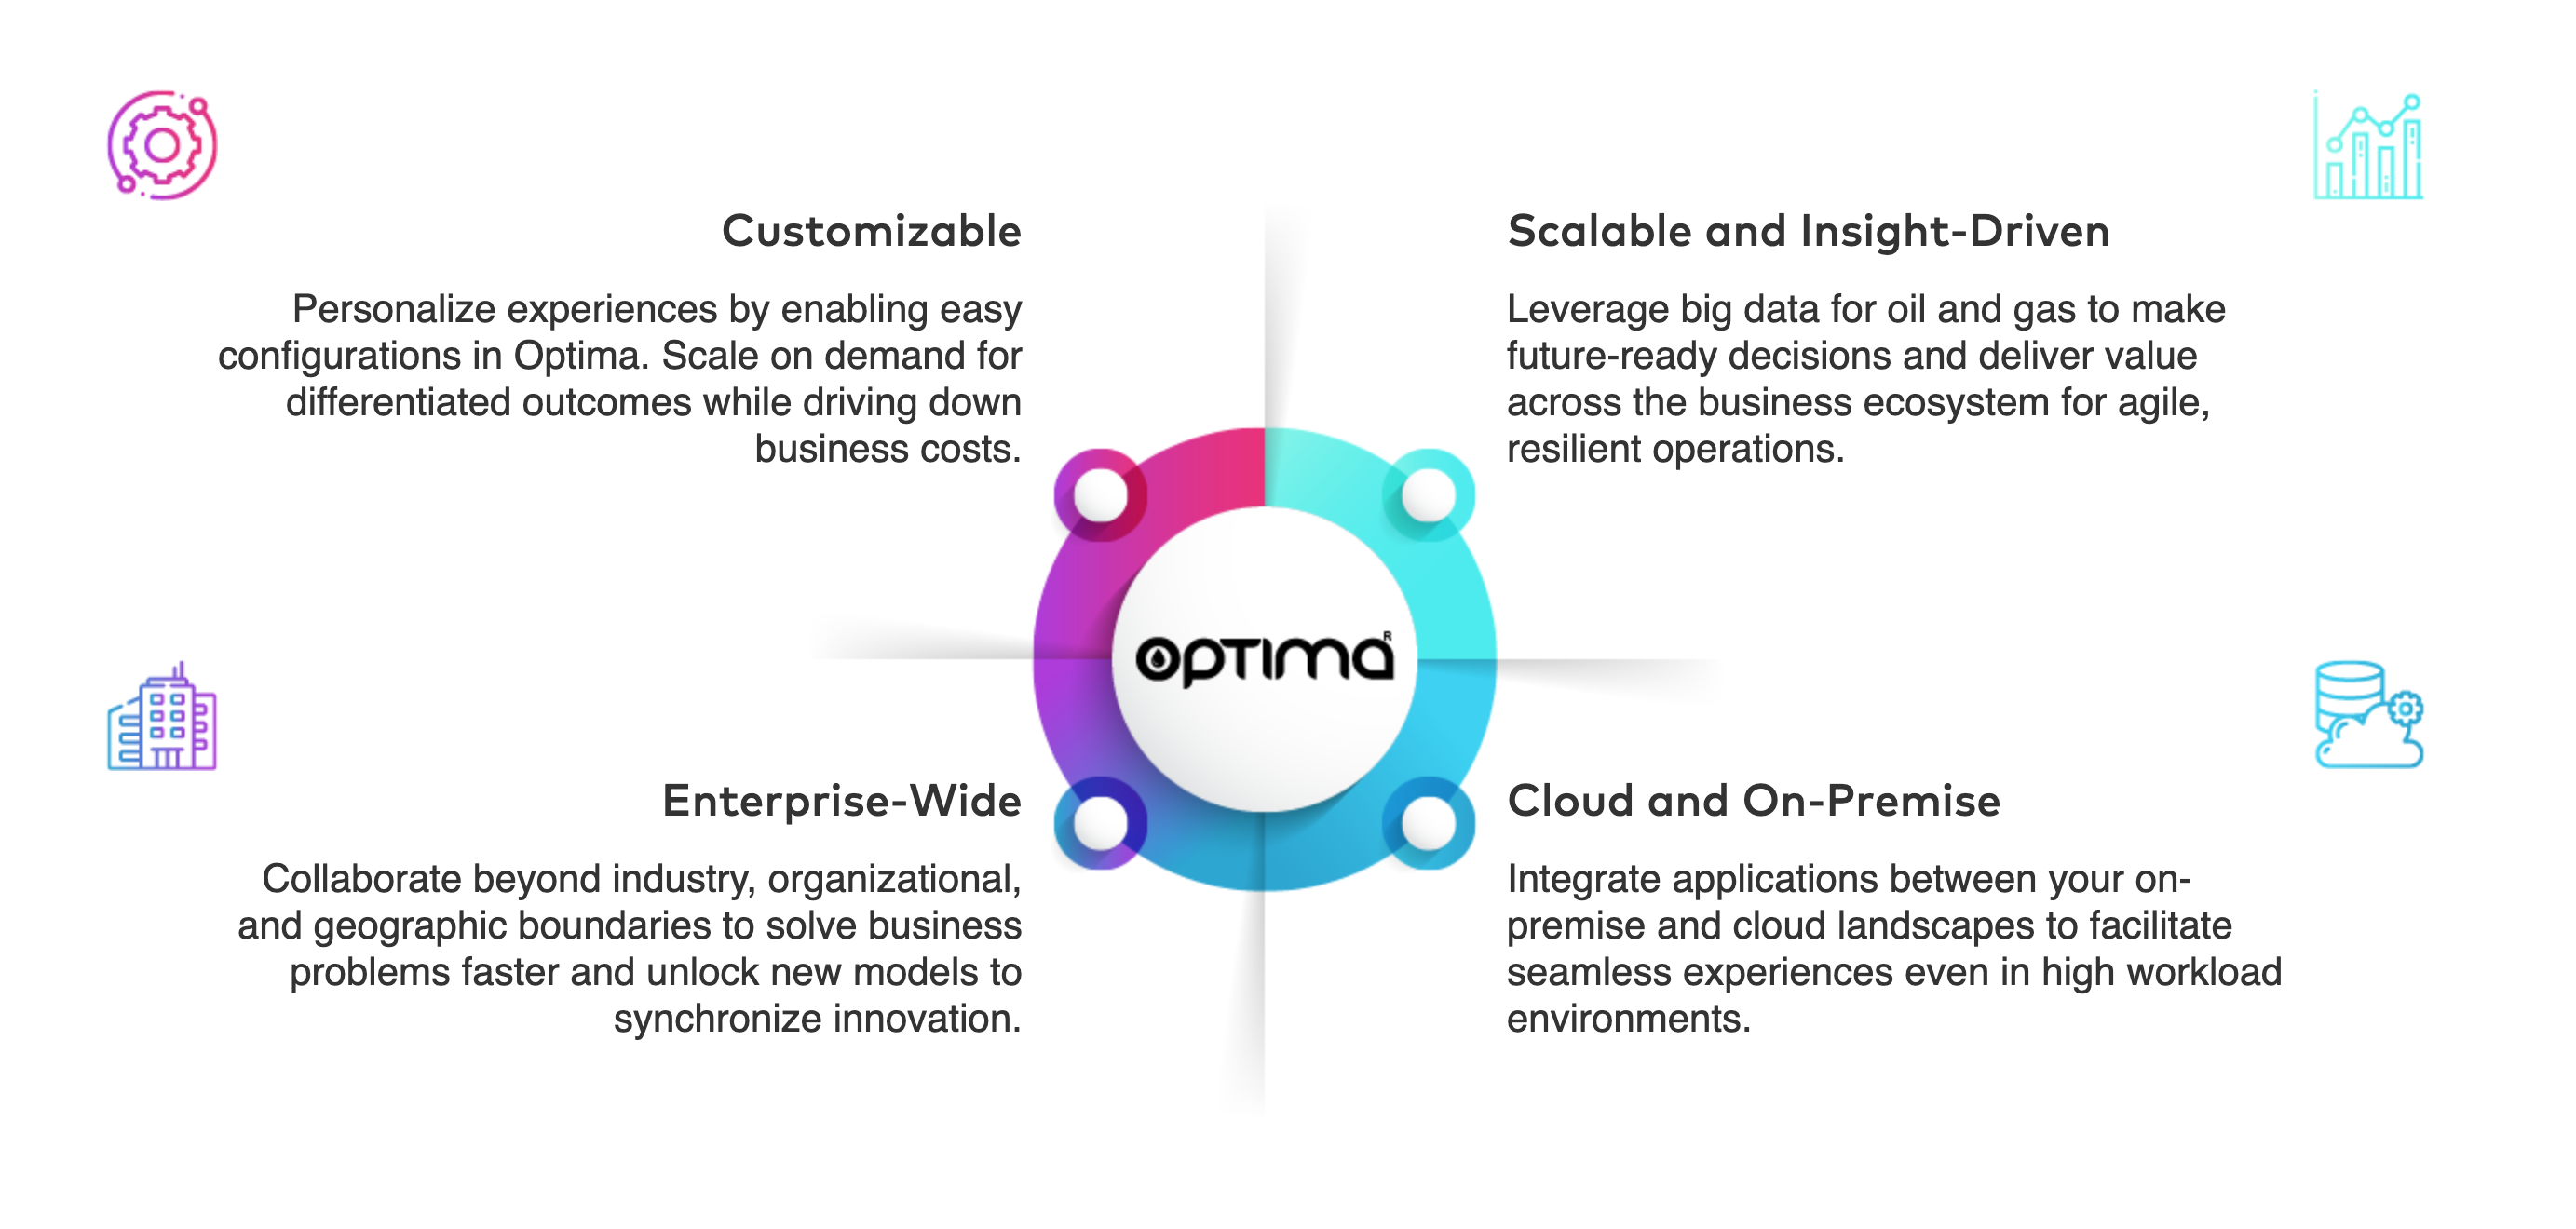 Customizable
Personalize experiences by enabling easy
configurations in Optima. Scale on demand for
differentiated outcomes while driving down
business costs.
Scalable and Insight-Driven
Leverage big data for oil and gas to make
future-ready decisions and deliver value
across the business ecosystem for agile,
resilient operations.
OPTIMA R
Enterprise-Wide
Collaborate beyond industry, organizational,
and geographic boundaries to solve business
problems faster and unlock new models to
synchronize innovation.
Cloud and On-Premise
Integrate applications between your on-
premise and cloud landscapes to facilitate
seamless experiences even in high workload
environments.